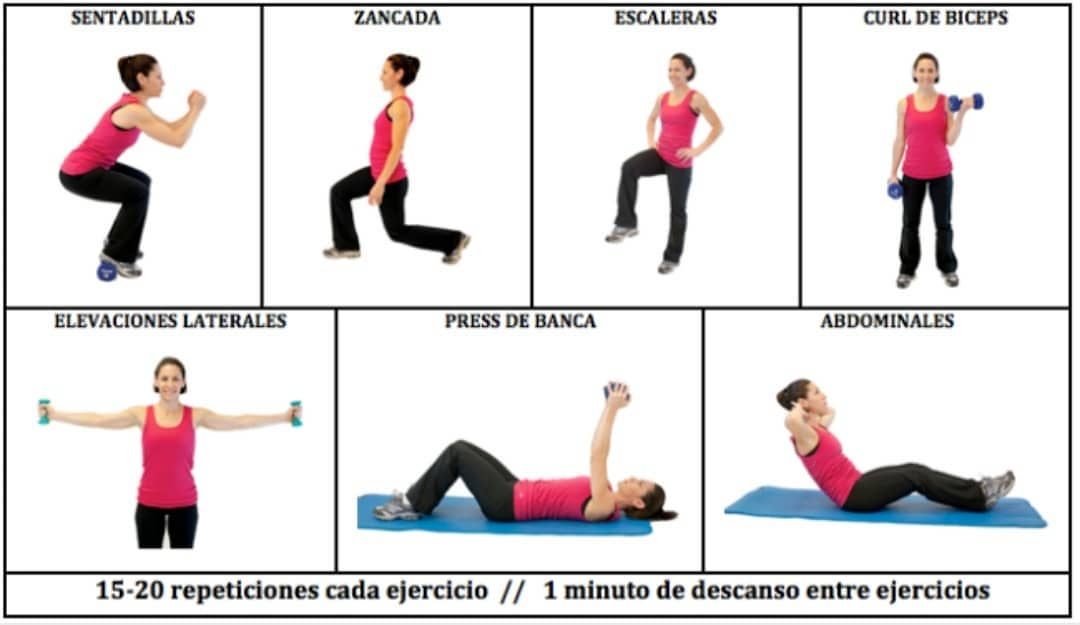 SENTADILLAS
ZANCADA
ESCALERAS
CURL DE BICEPS
ELEVACIONES LATERALES
PRESS DE BANCA
ABDOMINALES
15-20 repeticiones cada ejercicio // 1 minuto de descanso entre ejercicios